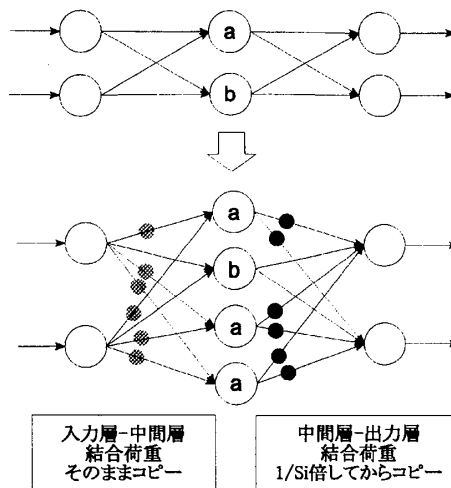 a
b
a
b
a
a
入力層-中間層
結合荷重
そのままコピー
中間層-出力層
結合荷重
1/Si倍してからコピー